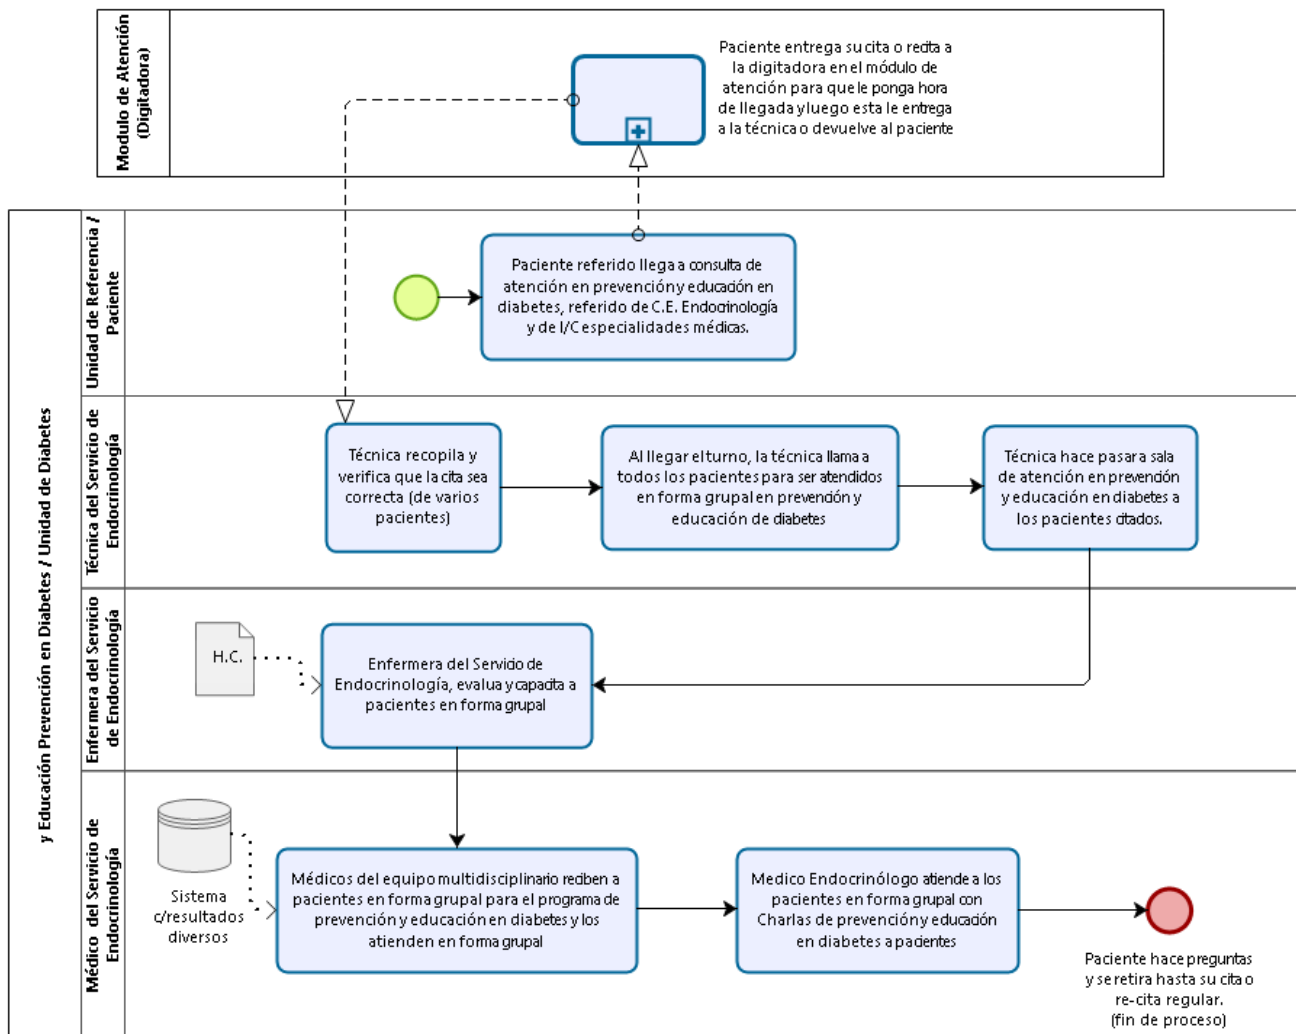 Modulo de Atención
(Digitadora)
Paciente entrega su cita o recita a
la digitadora en el módulo de
atención para que le ponga hora
de llegada y luego esta le entrega
a la técnica o devuelve al paciente
y Educación Prevención en Diabetes / Unidad de Diabetes
Unidad de Referencia /
Paciente
Paciente referido llega a consulta de
atención en prevención y educación en
diabetes, referido de C.E. Endocrinología
y de I/C especialidades médicas.
Técnica del Servicio de
Endocrinología
Técnica recopila y
verifica que la cita sea
correcta (de varios
pacientes)
Al llegar el turno, la técnica llama a
todos los pacientes para ser atendidos
en forma grupal en prevención y
educación de diabetes
Técnica hace pasar a sala
de atención en prevención
y educación en diabetes a
los pacientes citados.
Enfermera del Servicio
de Endocrinología
H.C.
Enfermera del Servicio de
Endocrinología, evalua y capacita a
pacientes en forma grupal
Médico del Servicio de
Endocrinología
Sistema
c/resultados
diversos
Médicos del equipo multidisciplinario reciben a
pacientes en forma grupal para el programa de
prevención y educación en diabetes y los
atienden en forma grupal
Medico Endocrinólogo atiende a los
pacientes en forma grupal con
Charlas de prevención y educación
en diabetes a pacientes
Paciente hace preguntas
y se retira hasta su cita o
re-cita regular.
(fin de proceso)